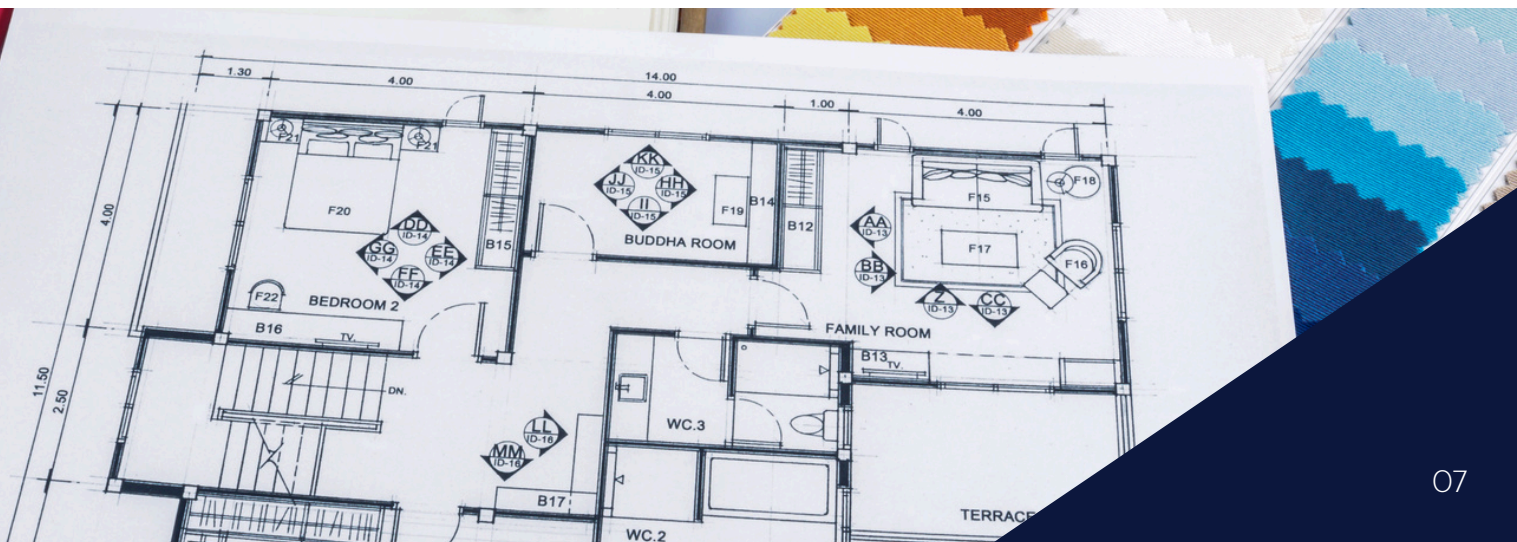 14.00
1.30
4.00
4.00
1.00
4.00
F21
F21
F20
DD
ID-14
GG
ID-14
EE
ID-14
FF
ID-14
F22
BEDROOM 2
B16
TV.
B15
KK
ID-15
JJ
ID-15
HH
ID-15
II
ID-15
F19
B14
BUDDHA ROOM
B12
F15
F18
AA
ID-13
F17
F16
BB
ID-13
Z
ID-13
CC
ID-13
FAMILY ROOM
B13
TV.
4.00
11.50
2.50
DN.
WC.3
LL
ID-16
MM
ID-16
B17
WC.2
TERRACE
07